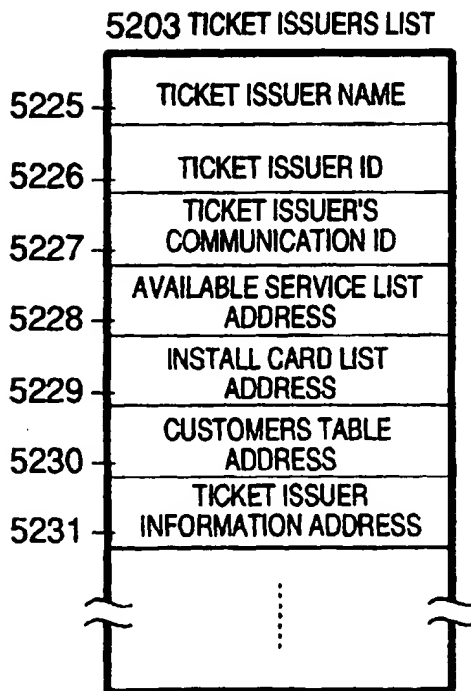 5203 TICKET ISSUERS LIST
5225 TICKET ISSUER NAME
5226 TICKET ISSUER ID
TICKET ISSUER'S
5227 COMMUNICATION ID
AVAILABLE SERVICE LIST
5228 ADDRESS
INSTALL CARD LIST
5229 ADDRESS
CUSTOMERS TABLE
5230 ADDRESS
TICKET ISSUER
5231 INFORMATION ADDRESS